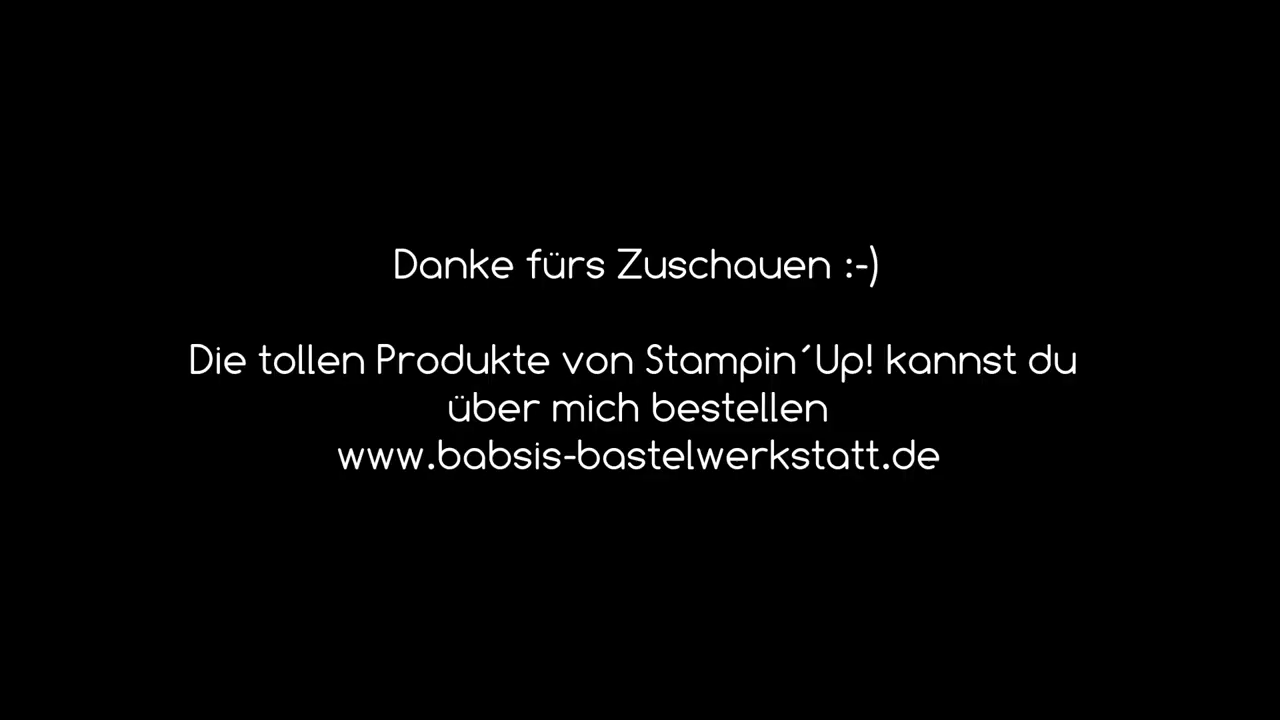 Danke fürs Zuschauen :-)
Die tollen Produkte von Stampin´Up! kannst du
über mich bestellen
www.babsis-bastelwerkstatt.de